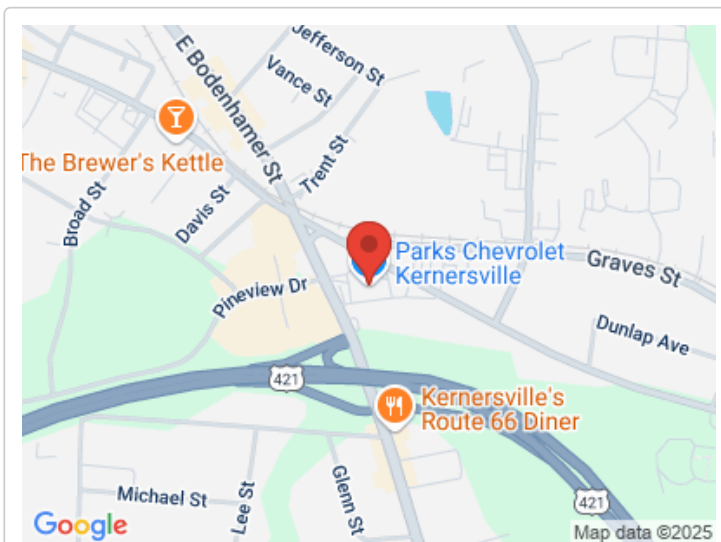 Jefferson St
E Bodenhamer St
Vance St
The Brewer's Kettle
Trent St
Broad St
Davis St
Parks Chevrolet
Kernersville
Graves St
Pineview Dr
Dunlap Ave
421
Kernersville's
Route 66 Diner
Michael St
Lee St
Glenn St
421
Google
Map data ©2025